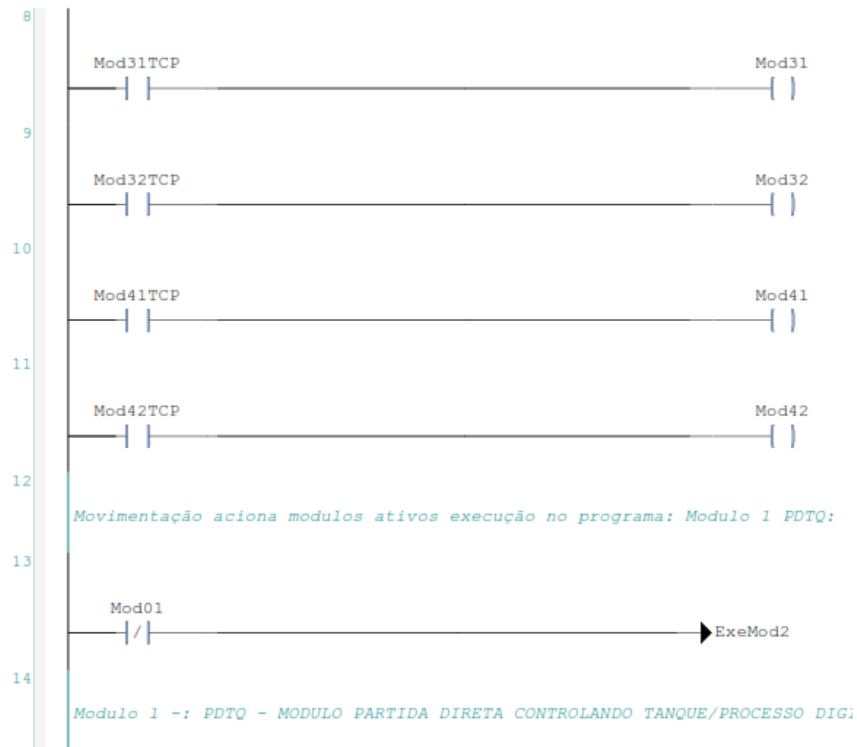 8
Mod31TCP Mod31
9
Mod32TCP Mod32
10
Mod41TCP Mod41
11
Mod42TCP Mod42
12
Movimentação aciona modulos ativos execução no programa: Modulo 1 PDTQ:
13
Mod01
ExeMod2
14
Modulo 1 -: PDTQ - MODULO PARTIDA DIRETA CONTROLANDO TANQUE/PROCESSO